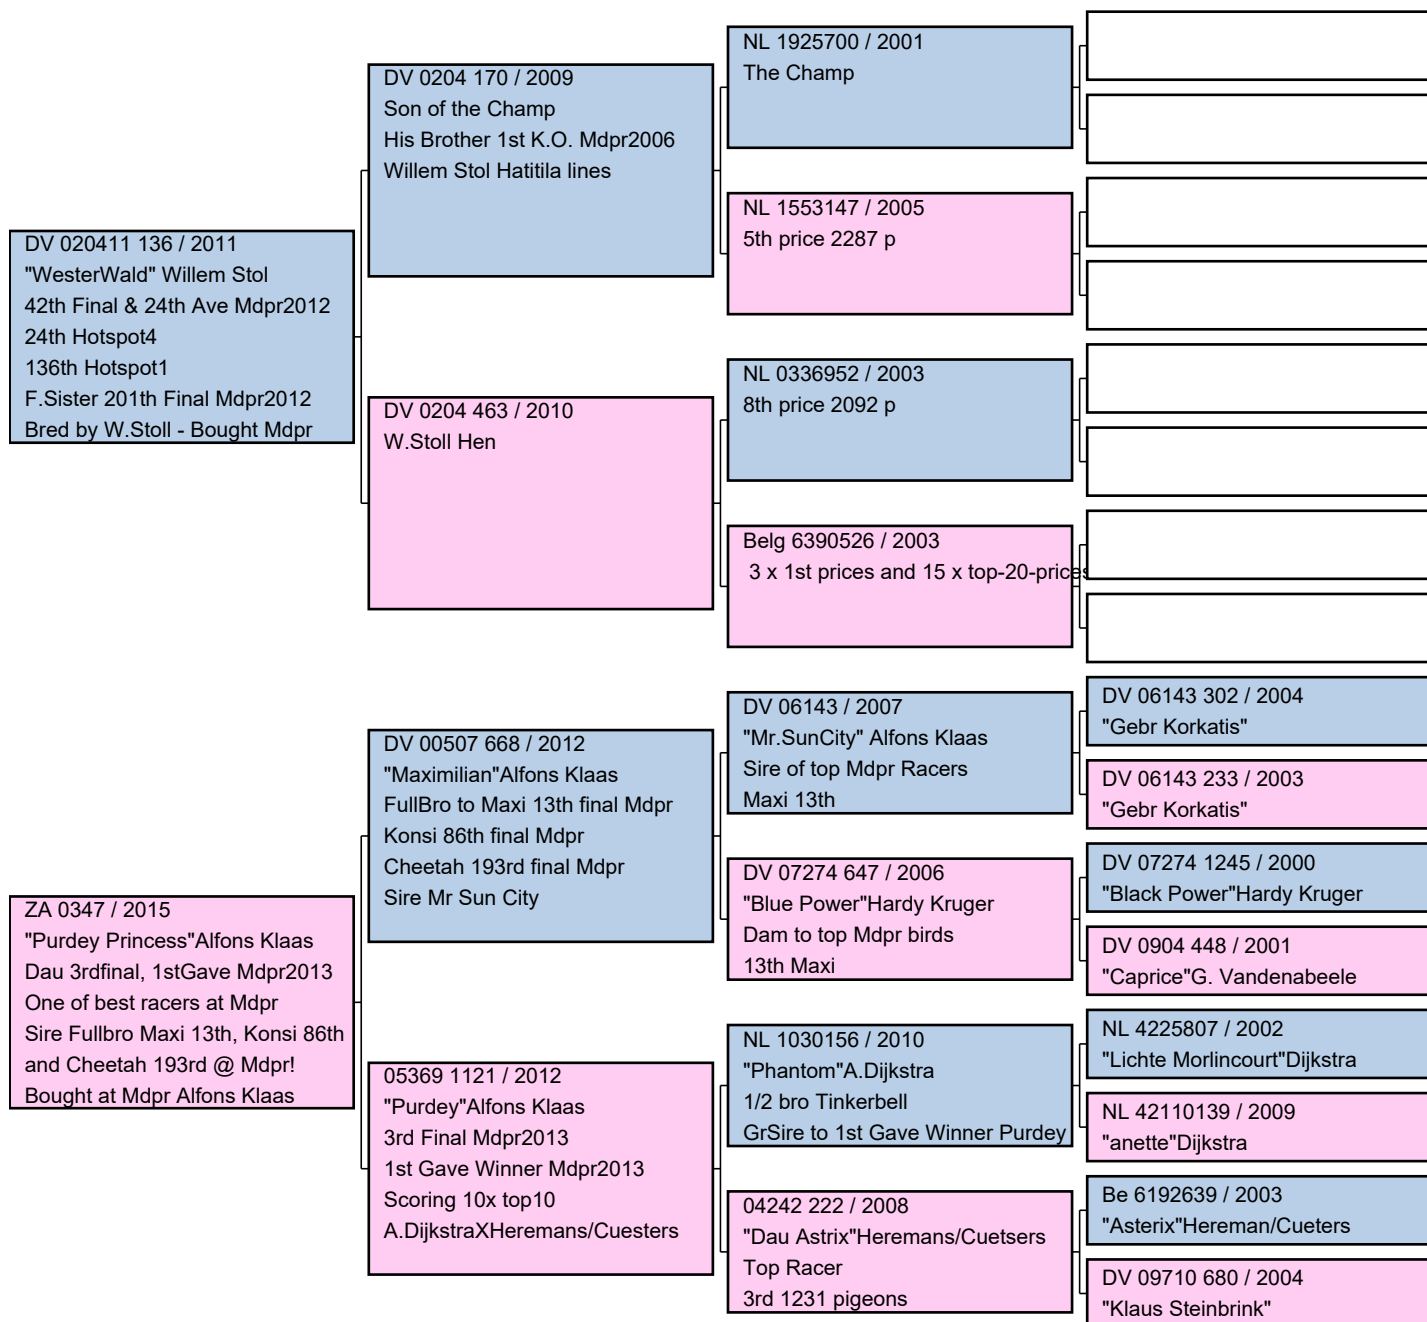 DV 020411 136 / 2011
"WesterWald" Willem Stol
42th Final & 24th Ave Mdpr2012
24th Hotspot4
136th Hotspot1
F.Sister 201th Final Mdpr2012
Bred by W.Stoll - Bought Mdpr
ZA 0347 / 2015
"Purdey Princess"Alfons Klaas
Dau 3rdfinal, 1stGave Mdpr2013
One of best racers at Mdpr
Sire Fullbro Maxi 13th, Konsi 86th
and Cheetah 193rd @ Mdpr!
Bought at Mdpr Alfons Klaas
DV 0204 170 / 2009
Son of the Champ
His Brother 1st K.O. Mdpr2006
Willem Stol Hatitila lines
DV 0204 463 / 2010
W.Stoll Hen
DV 00507 668 / 2012
"Maximilian"Alfons Klaas
FullBro to Maxi 13th final Mdpr
Konsi 86th final Mdpr
Cheetah 193rd final Mdpr
Sire Mr Sun City
05369 1121 / 2012
"Purdey"Alfons Klaas
3rd Final Mdpr2013
1st Gave Winner Mdpr2013
Scoring 10x top10
A.DijkstraXHeremans/Cuesters
NL 1925700 / 2001
The Champ
NL 1553147 / 2005
5th price 2287 p
NL 0336952 / 2003
8th price 2092 p
Belg 6390526 / 2003
3 x 1st prices and 15 x top-20-prices
DV 06143 / 2007
"Mr.SunCity" Alfons Klaas
Sire of top Mdpr Racers
Maxi 13th
DV 07274 647 / 2006
"Blue Power"Hardy Kruger
Dam to top Mdpr birds
13th Maxi
NL 1030156 / 2010
"Phantom"A.Dijkstra
1/2 bro Tinkerbell
GrSire to 1st Gave Winner Purdey
04242 222 / 2008
"Dau Astrix"Heremans/Cuetsers
Top Racer
3rd 1231 pigeons
DV 06143 302 / 2004
"Gebr Korkatis"
DV 06143 233 / 2003
"Gebr Korkatis"
DV 07274 1245 / 2000
"Black Power"Hardy Kruger
DV 0904 448 / 2001
"Caprice"G. Vandenabeele
NL 4225807 / 2002
"Lichte Morlincourt"Dijkstra
NL 42110139 / 2009
"anette"Dijkstra
Be 6192639 / 2003
"Asterix"Hereman/Cueters
DV 09710 680 / 2004
"Klaus Steinbrink"